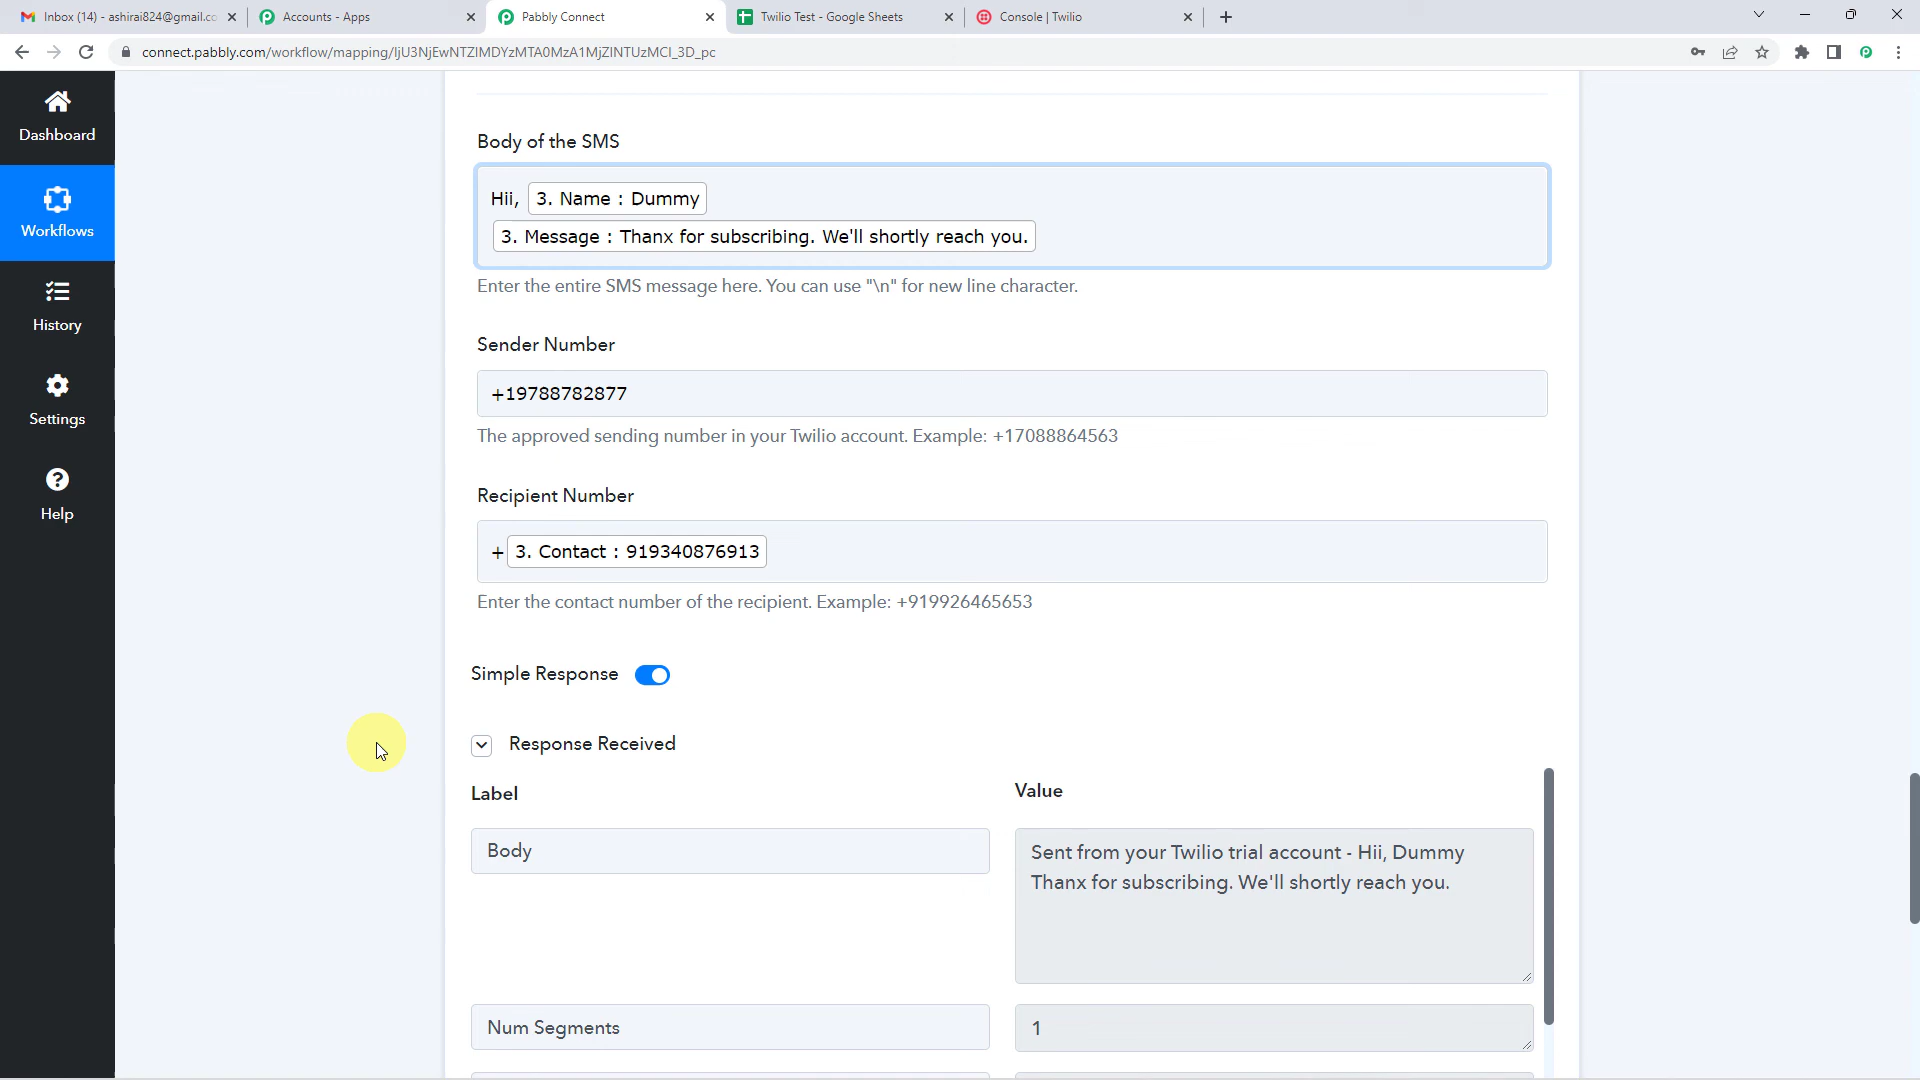 Inbox (14) - ashirai824@gmail.co
Accounts - Apps
Pabbly Connect
Twilio Test - Google Sheets
Console | Twilio
connect.pabbly.com/workflow/mapping/IjU3NjEwNTZlMDYzMTA0MzA1MjZlNTUzMCI_3D_pc
Dashboard
Workflows
History
Settings
Help
Body of the SMS
Hii, 3. Name : Dummy
3. Message : Thanx for subscribing. We'll shortly reach you.
Enter the entire SMS message here. You can use "\n" for new line character.
Sender Number
+19788782877
The approved sending number in your Twilio account. Example: +17088864563
Recipient Number
+ 3. Contact : 919340876913
Enter the contact number of the recipient. Example: +919926465653
Simple Response
Response Received
Label
Value
Body
Sent from your Twilio trial account - Hii, Dummy
Thanx for subscribing. We'll shortly reach you.
Num Segments
1